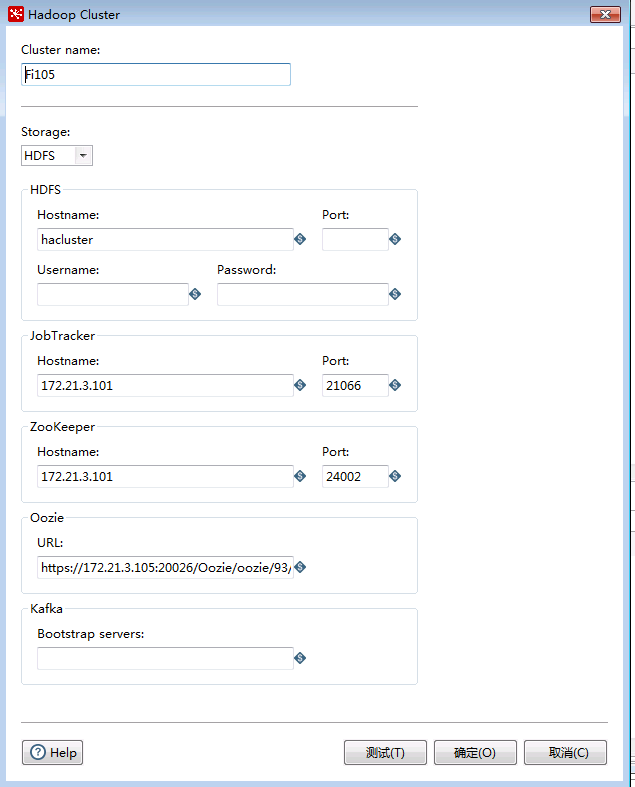 Hadoop Cluster
Cluster name:
Fi105
Storage:
HDFS
HDFS
Hostname: Port:
hacluster
Username: Password:
JobTracker
Hostname: Port:
172.21.3.101 21066
ZooKeeper
Hostname: Port:
172.21.3.101 24002
Oozie
URL:
https://172.21.3.105:20026/Oozie/oozie/93/
Kafka
Bootstrap servers:
Help 测试(T) 确定(O) 取消(C)